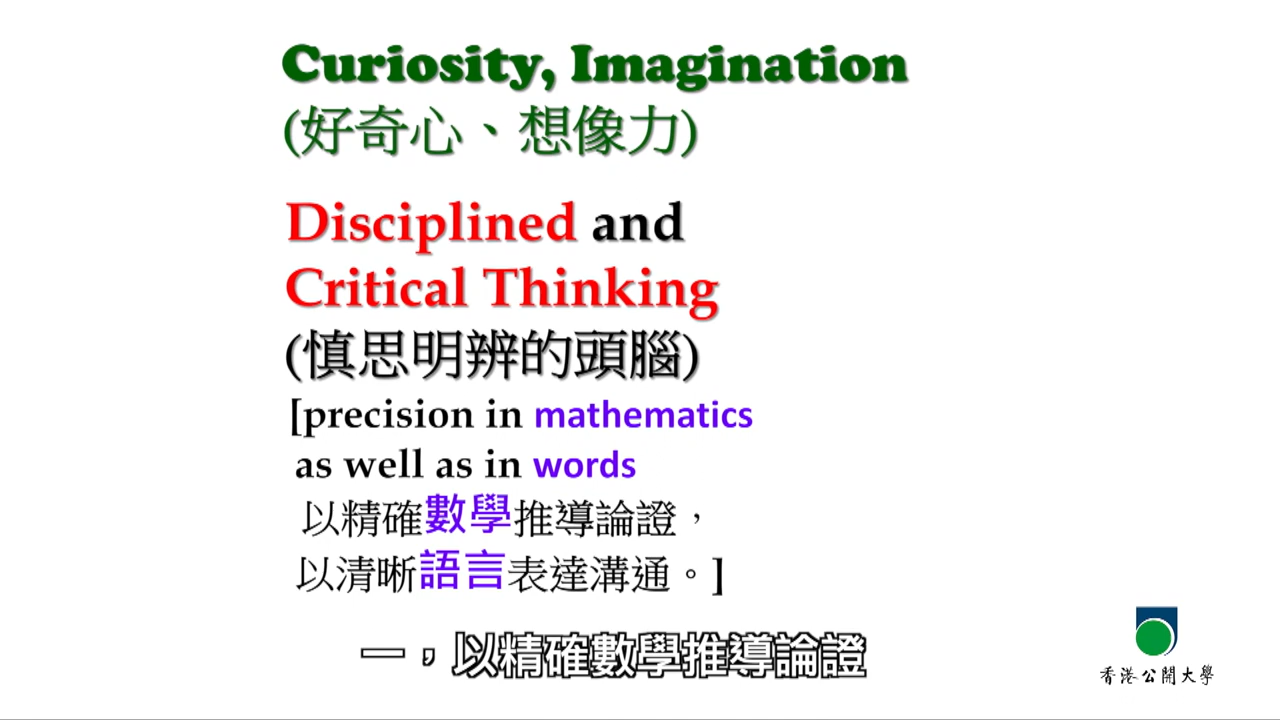 Curiosity, Imagination
(好奇心、想像力)
Disciplined and
Critical Thinking
(慎思明辨的頭腦)
[precision in mathematics
as well as in words
以精確數學推導論證，
以清晰語言表達溝通。]
一，以精確數學推導論證
香港公開大學